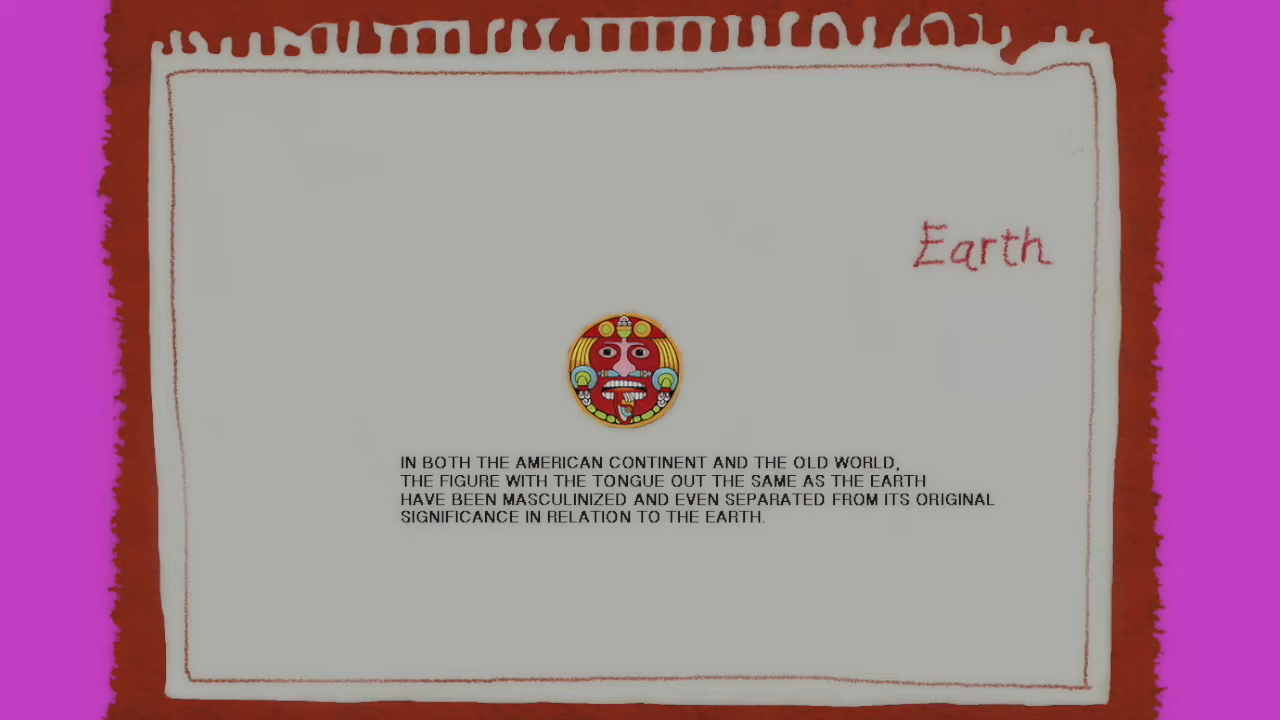 Earth
IN BOTH THE AMERICAN CONTINENT AND THE OLD WORLD,
THE FIGURE WITH THE TONGUE OUT THE SAME AS THE EARTH
HAVE BEEN MASCULINIZED AND EVEN SEPARATED FROM ITS ORIGINAL
SIGNIFICANCE IN RELATION TO THE EARTH.